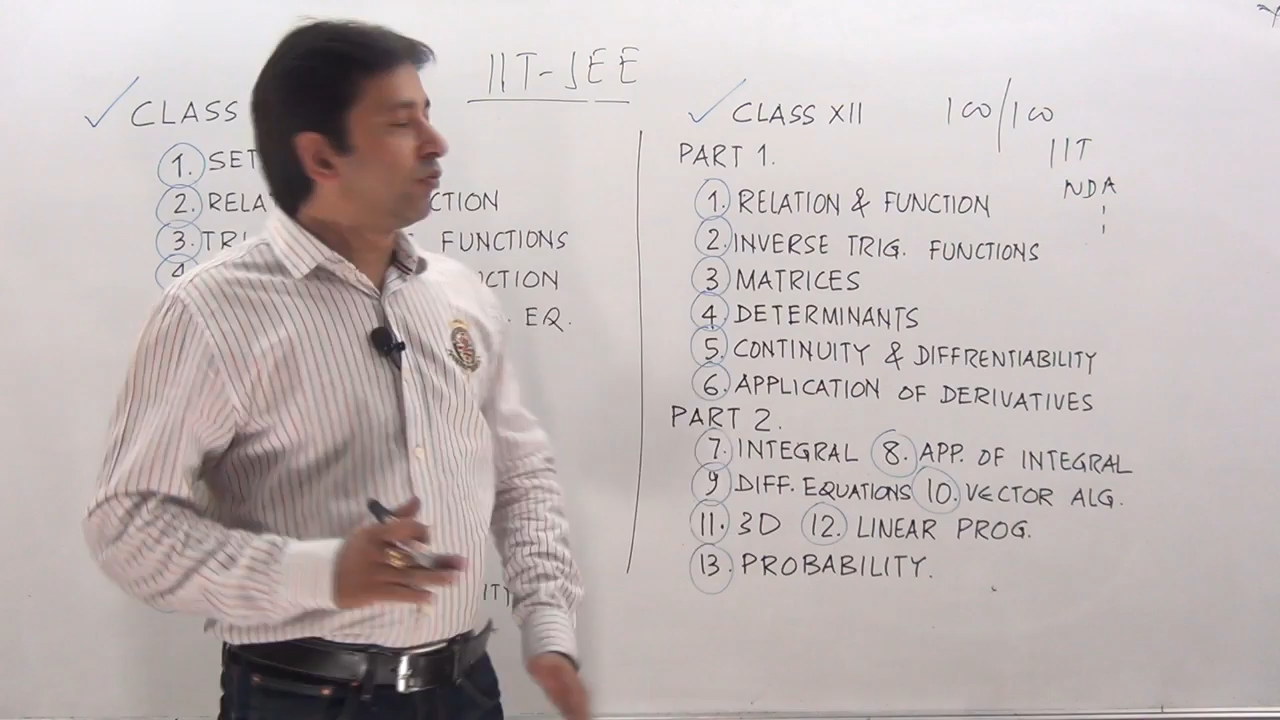 IIT-JEE
CLASS
1. SET
2. RELA CTION
3. TRI FUNCTIONS
4 CTION
. EQ.
ITY
CLASS XII 100/100
IIT
NDA
PART 1.
1. RELATION & FUNCTION
2. INVERSE TRIG. FUNCTIONS
3 MATRICES
4 DETERMINANTS
5. CONTINUITY & DIFFRENTIABILITY
6. APPLICATION OF DERIVATIVES
PART 2.
7. INTEGRAL 8. APP. OF INTEGRAL
9 DIFF. EQUATIONS 10. VECTOR ALG.
11. 3D 12. LINEAR PROG.
13. PROBABILITY.